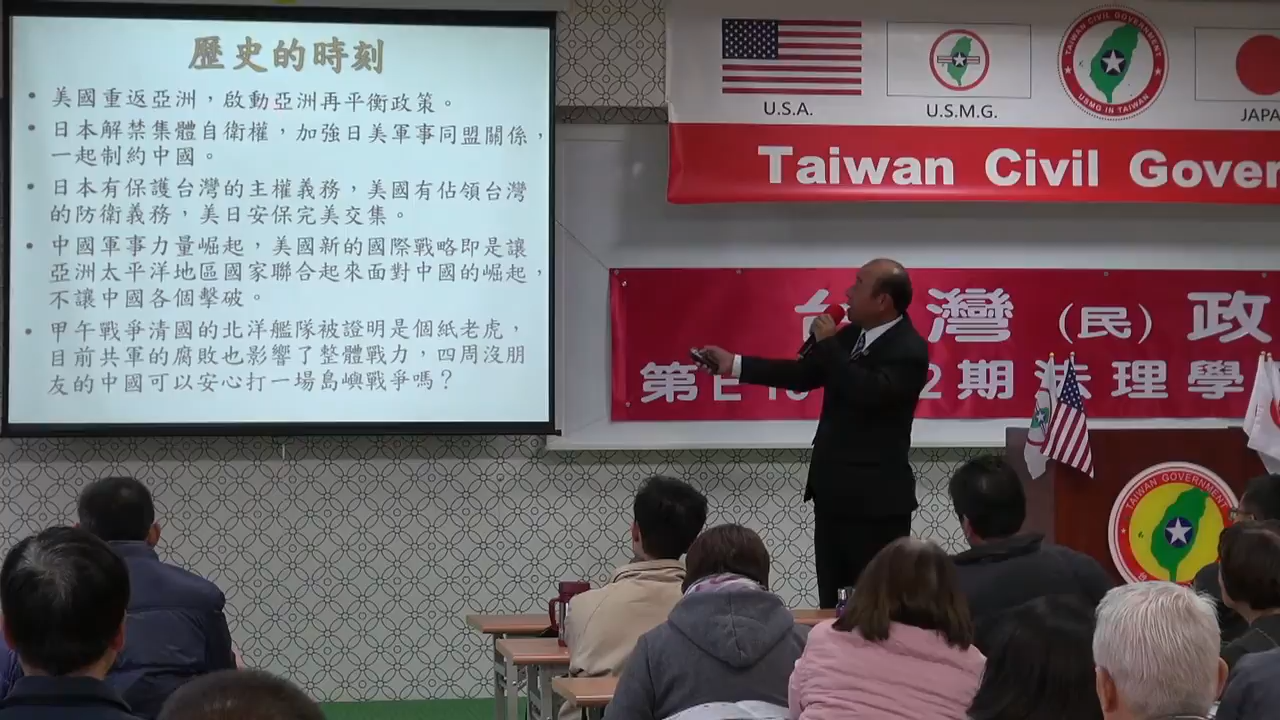 歷史的時刻
• 美國重返亞洲，啟動亞洲再平衡政策。
• 日本解禁集體自衛權，加強日美軍事同盟關係，
一起制約中國。
• 日本有保護台灣的主權義務，美國有佔領台灣
的防衛義務，美日安保完美交集。
• 中國軍事力量崛起，美國新的國際戰略即是讓
亞洲太平洋地區國家聯合起來面對中國的崛起，
不讓中國各個擊破。
• 甲午戰爭清國的北洋艦隊被證明是個紙老虎，
目前共軍的腐敗也影響了整體戰力，四周沒朋
友的中國可以安心打一場島嶼戰爭嗎？
U.S.A.
U.S.M.G.
TAIWAN CIVIL GOVERNMENT
USMG IN TAIWAN
JAPA
Taiwan Civil Gover
台灣（民）政
第 2期法理學
TAIWAN GOVERNMENT